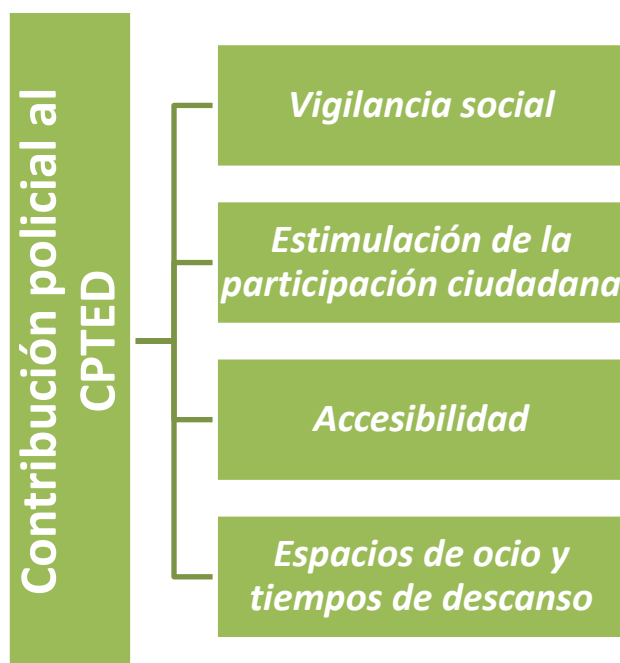 Contribución policial al
CPTED
Vigilancia social
Estimulación de la
participación ciudadana
Accesibilidad
Espacios de ocio y
tiempos de descanso